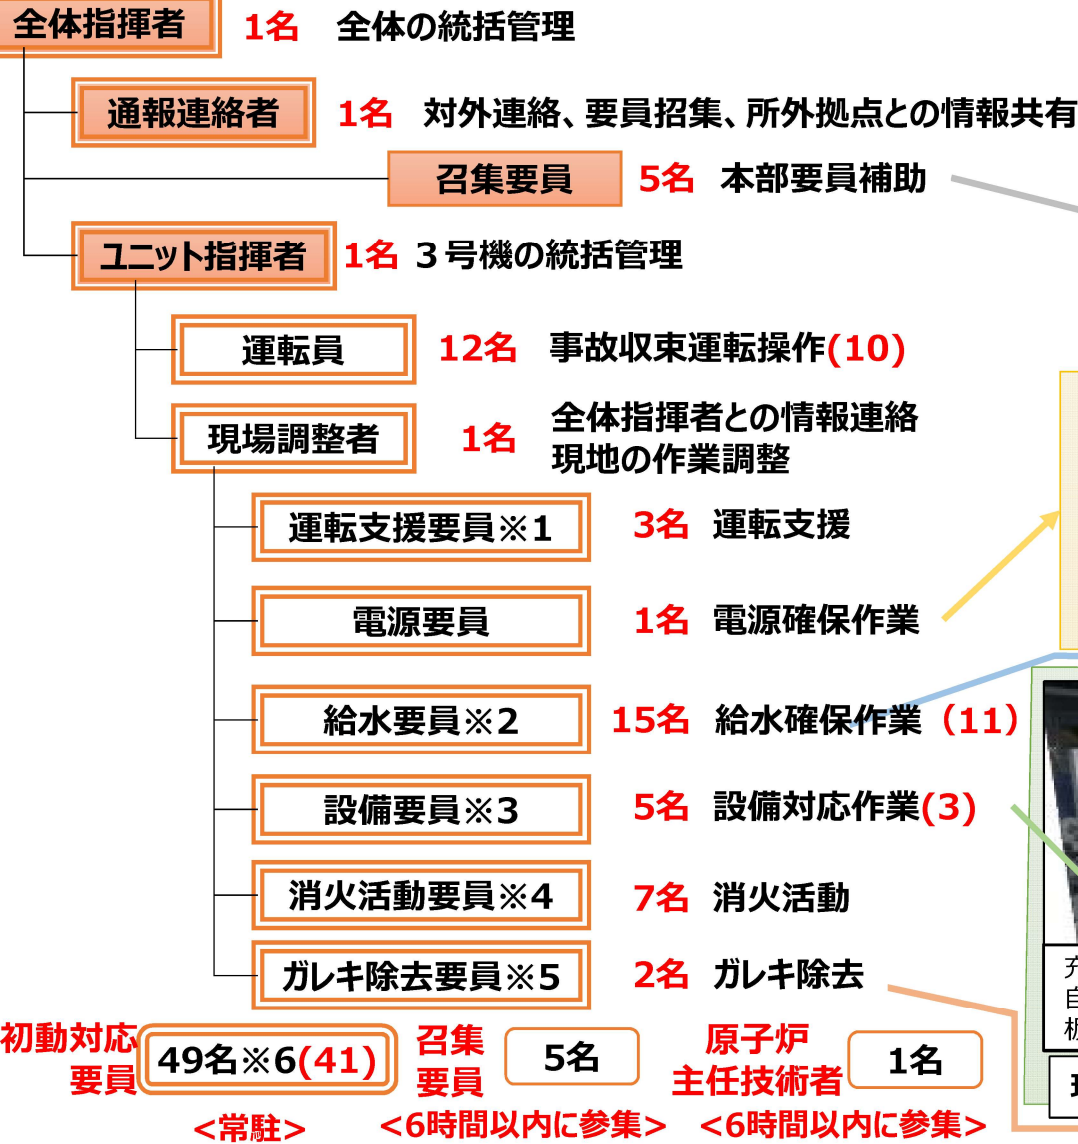 全体指揮者 1名 全体の統括管理
通報連絡者 1名 対外連絡、要員招集、所外拠点との情報共有
召集要員 5名 本部要員補助
ユニット指揮者 1名 3号機の統括管理
運転員 12名 事故収束運転操作(10)
現場調整者 1名 全体指揮者との情報連絡
現地の作業調整
運転支援要員※1 3名 運転支援
電源要員 1名 電源確保作業
給水要員※2 15名 給水確保作業(11)
設備要員※3 5名 設備対応作業(3)
消火活動要員※4 7名 消火活動
ガレキ除去要員※5 2名 ガレキ除去
初動対応
要員
49名※6(41)
<常駐>
召集
要員
5名
<6時間以内に参集>
原子炉
主任技術者
1名
<6時間以内に参集>